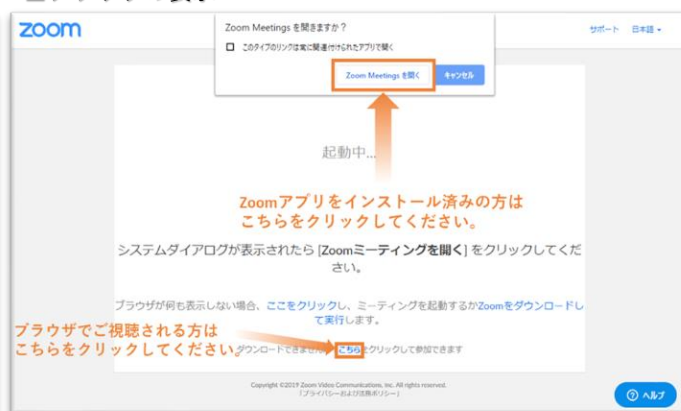 zoom
サポート 日本語
Zoom Meetings を開きますか?
このタイプのリンクは常に関連付けられたアプリで開く
Zoom Meetings を開く キャンセル
起動中...
Zoomアプリをインストール済みの方は
こちらをクリックしてください。
システムダイアログが表示されたら [Zoomミーティングを開く] をクリックしてくだ
さい。
ブラウザが何も表示しない場合、ここをクリックし、ミーティングを起動するかZoomをダウンロードし
て実行します。
ブラウザでご視聴される方は
こちらをクリックしてください。
ダウンロードできませ こちら クリックして参加できます
Copyright ©2019 Zoom Video Communications, Inc. All rights reserved.
「プライバシーおよび法務ポリシー」
ヘルプ